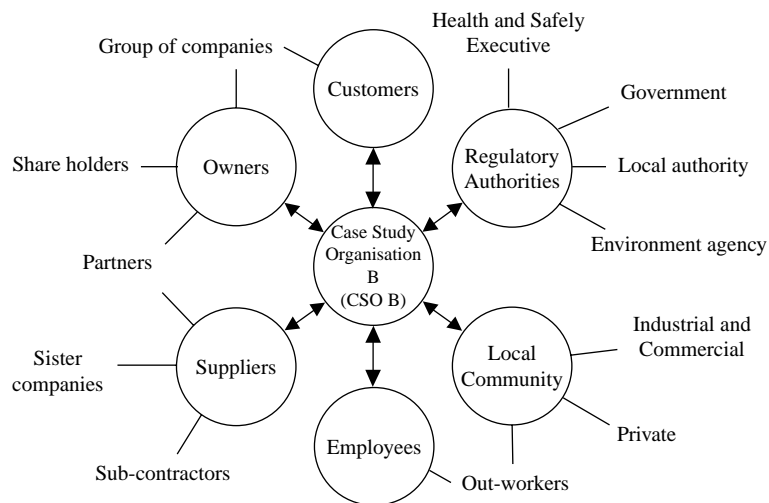 Health and Safely
Executive
Group of companies
Customers
Government
Share holders
Owners
Regulatory
Authorities
Local authority
Case Study
Organisation
B
(CSO B)
Environment agency
Partners
Sister
companies
Suppliers
Local
Community
Industrial and
Commercial
Private
Employees
Sub-contractors
Out-workers